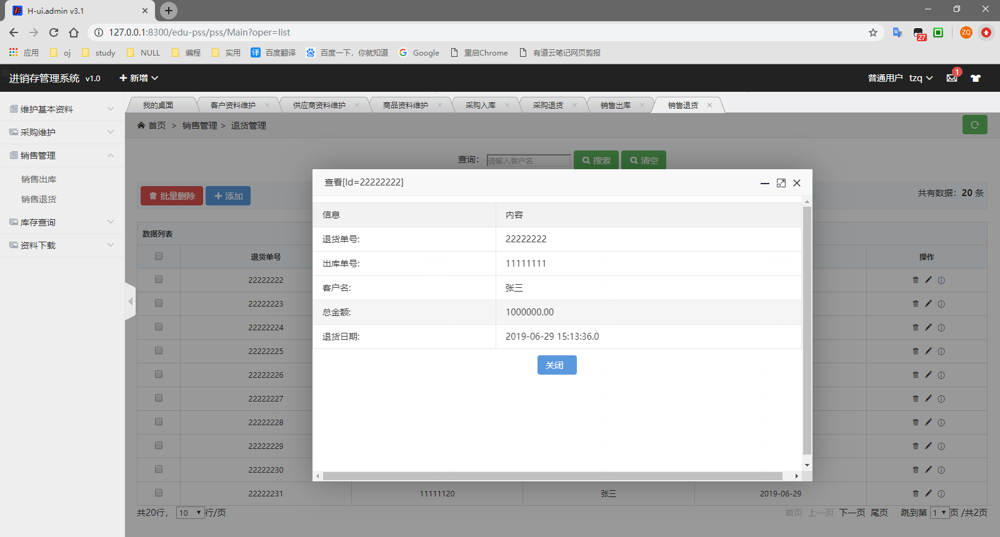 H-ui.admin v3.1
127.0.0.1:8300/edu-pss/pss/Main?oper=list
27
ZQ
应用 oj study NULL 编程 实用 译 百度翻译 百度一下，你就知道 Google 重启Chrome 有道云笔记网页剪报
进销存管理系统 v1.0 新增 普通用户 tzq 1
我的桌面 客户资料维护 供应商资料维护 商品资料维护 采购入库 采购退货 销售出库 销售退货
维护基本资料
采购维护
销售管理
销售出库
销售退货
库存查询
资料下载
首页 > 销售管理 > 退货管理
查询： 请输入客户名 搜索 清空
批量删除 添加 共有数据：20 条
数据列表
退货单号 操作
22222222
22222223
22222224
22222225
22222226
22222227
22222228
22222229
22222230
22222231 11111120 张三 2019-06-29
共20行， 10 行/页 首页 上一页 下一页 尾页 跳到第 1 页 /共2页
查看[Id=22222222]
信息 内容
退货单号: 22222222
出库单号: 11111111
客户名: 张三
总金额: 1000000.00
退货日期: 2019-06-29 15:13:36.0
关闭